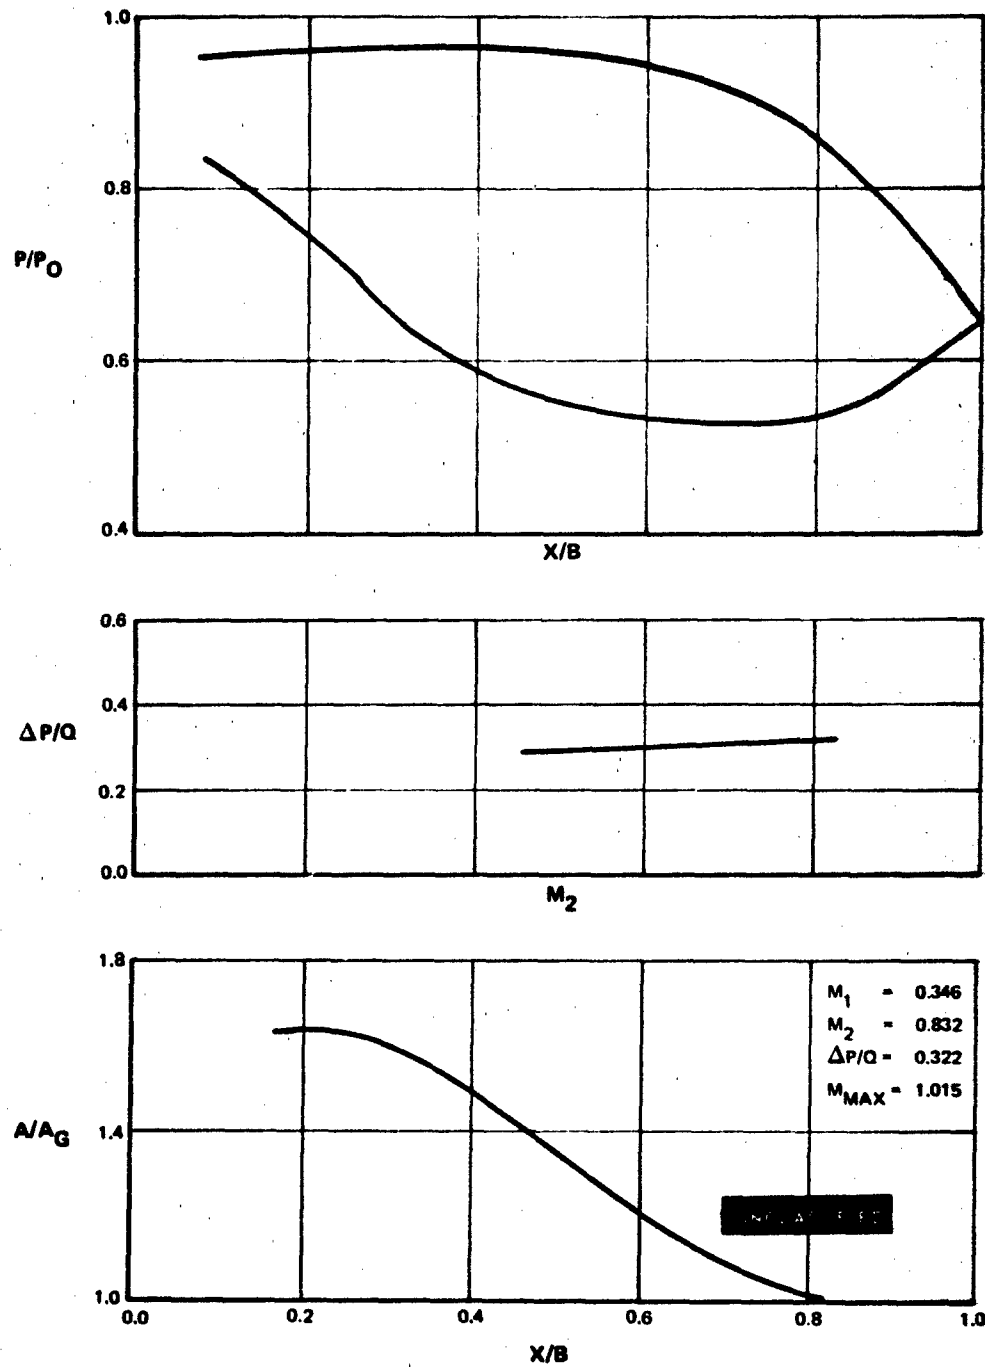 1.0
0.8
P/P_O
0.6
0.4
X/B
0.6
0.4
ΔP/Q
0.2
0.0
M_2
1.8
M_1 = 0.346
M_2 = 0.832
ΔP/Q = 0.322
M_MAX = 1.015
A/A_G
1.4
1.0
0.0 0.2 0.4 0.6 0.8 1.0
X/B